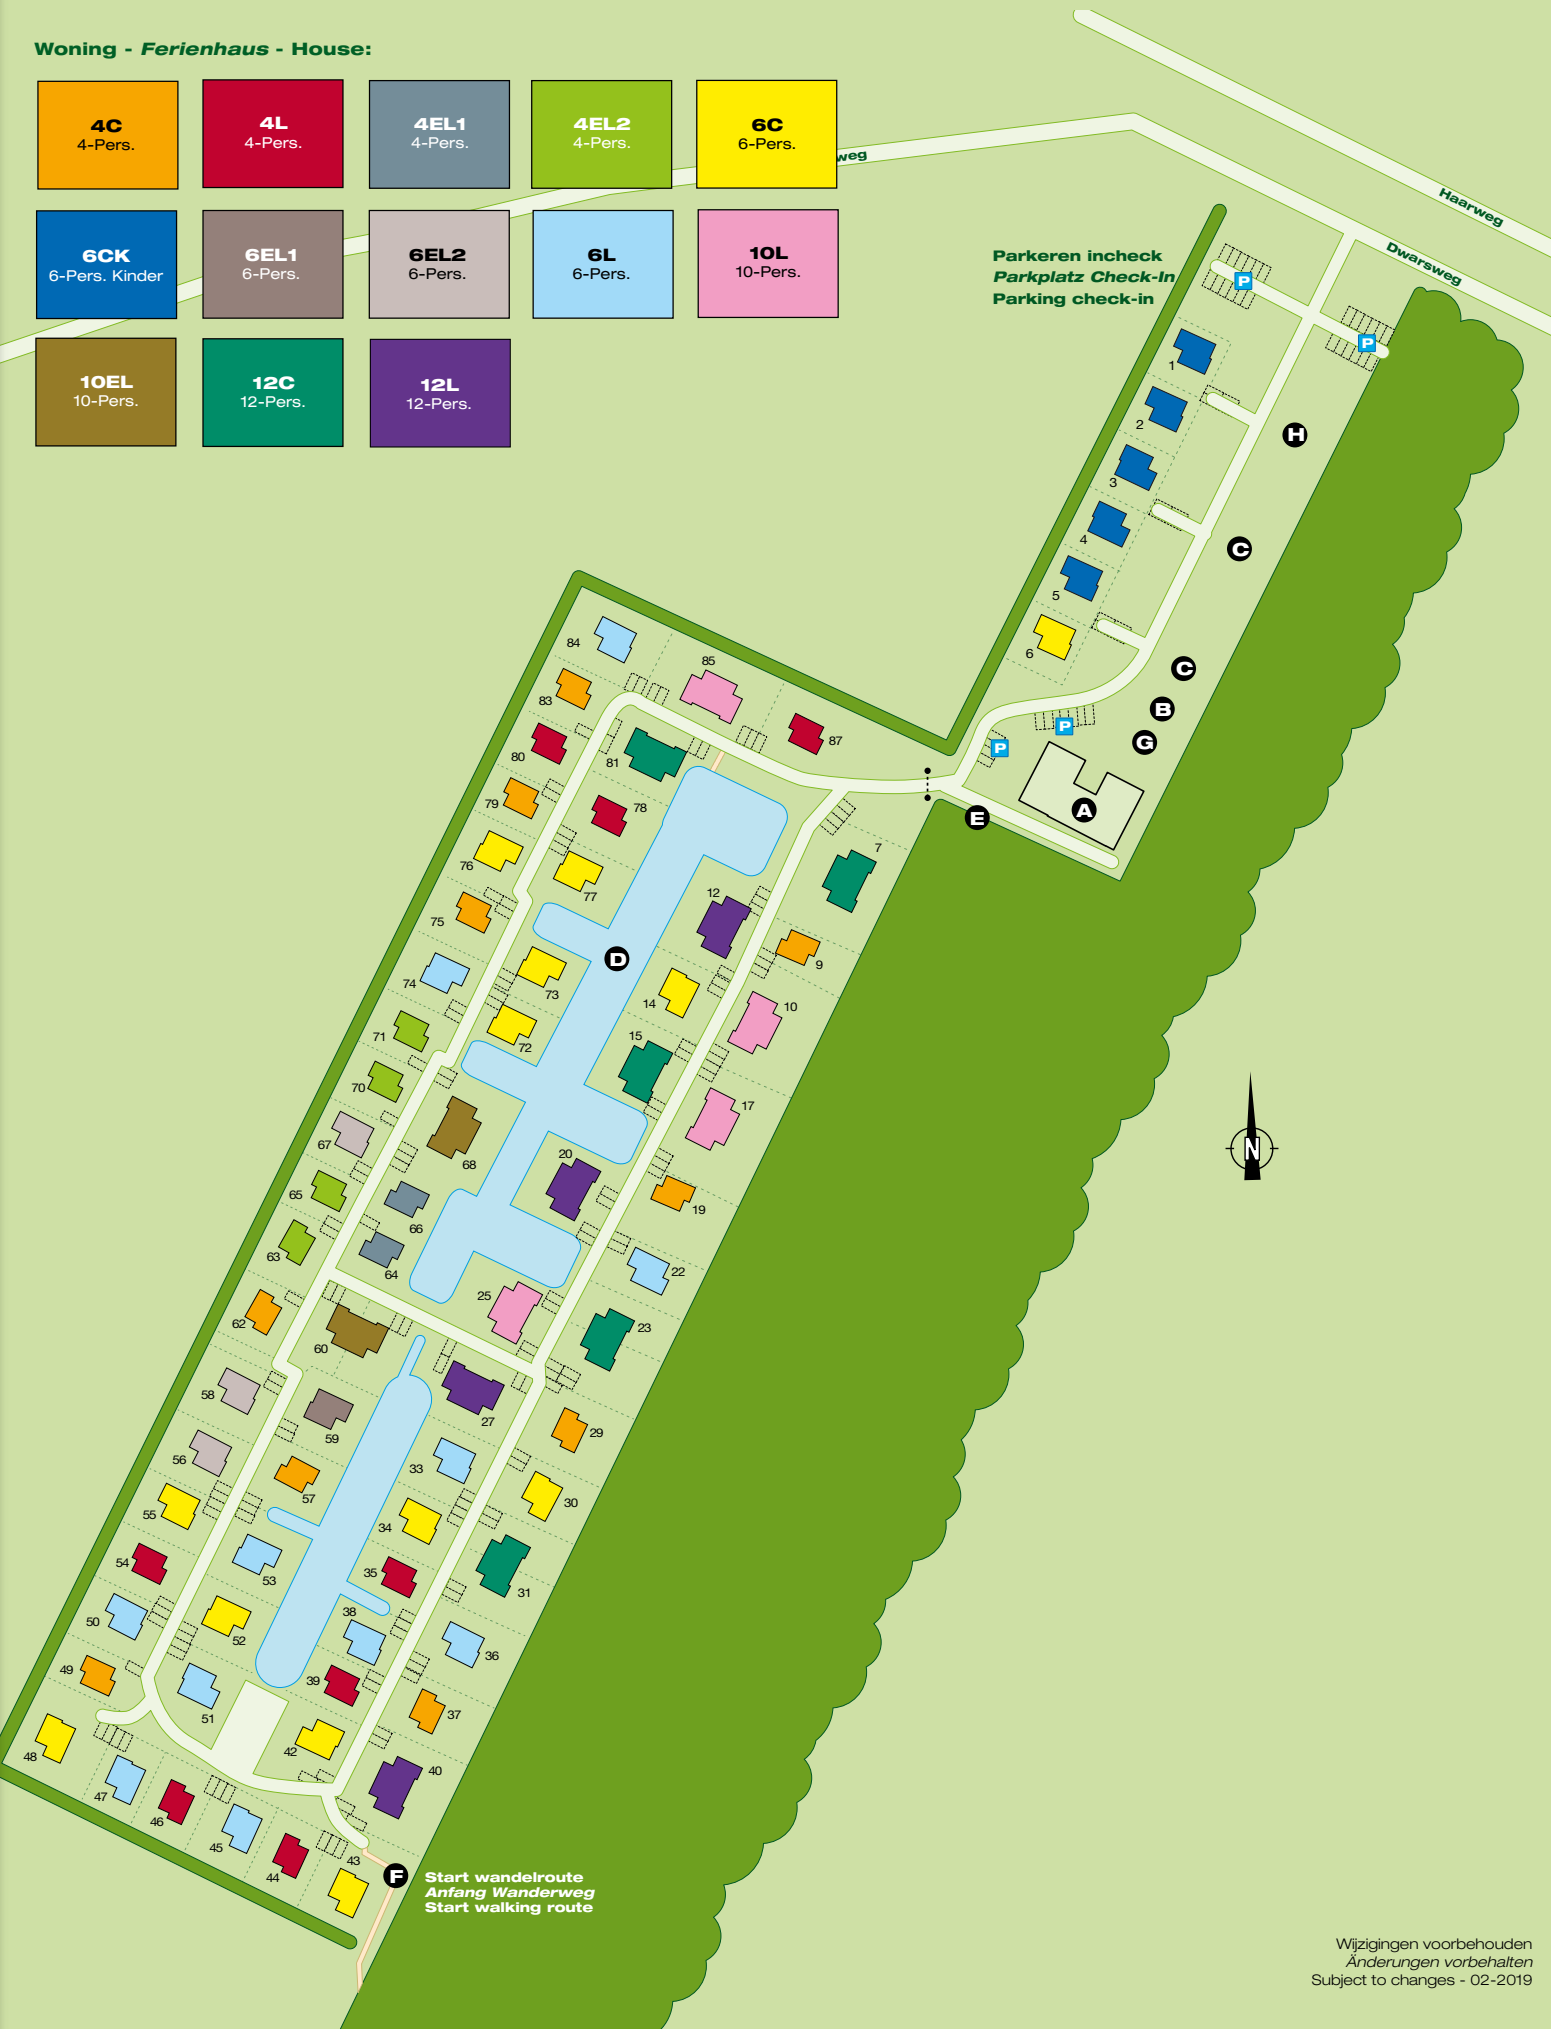 Woning - Ferienhaus - House:
4C
4-Pers.
4L
4-Pers.
4EL1
4-Pers.
4EL2
4-Pers.
6C
6-Pers.
6CK
6-Pers. Kinder
6EL1
6-Pers.
6EL2
6-Pers.
6L
6-Pers.
10L
10-Pers.
10EL
10-Pers.
12C
12-Pers.
12L
12-Pers.
weg
Haarweg
Dwarsweg
Parkeren incheck
Parkplatz Check-In
Parking check-in
P
P
1
2
H
3
4
C
5
6
C
B
P
G
P
A
E
84
85
83
87
80
81
79
78
7
76
77
12
75
9
D
74
73
14
10
71
72
15
70
17
67
68
20
65
66
19
63
64
22
62
25
60
23
58
27
59
29
56
33
57
30
55
34
54
53
35
31
50
38
52
36
49
39
51
37
48
42
47
40
46
45
44
43
F
Start wandelroute
Anfang Wanderweg
Start walking route
N
Wijzigingen voorbehouden
Änderungen vorbehalten
Subject to changes - 02-2019